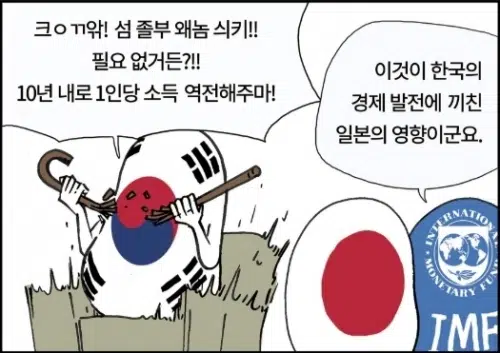 크ㅇㄲ앆! 섬 졸부 왜놈 싀키!!
필요 없거든?!!
10년 내로 1인당 소득 역전해주마!
이것이 한국의
경제 발전에 끼친
일본의 영향이군요.
INTERNATIONAL
MONETARY FUND
IMF